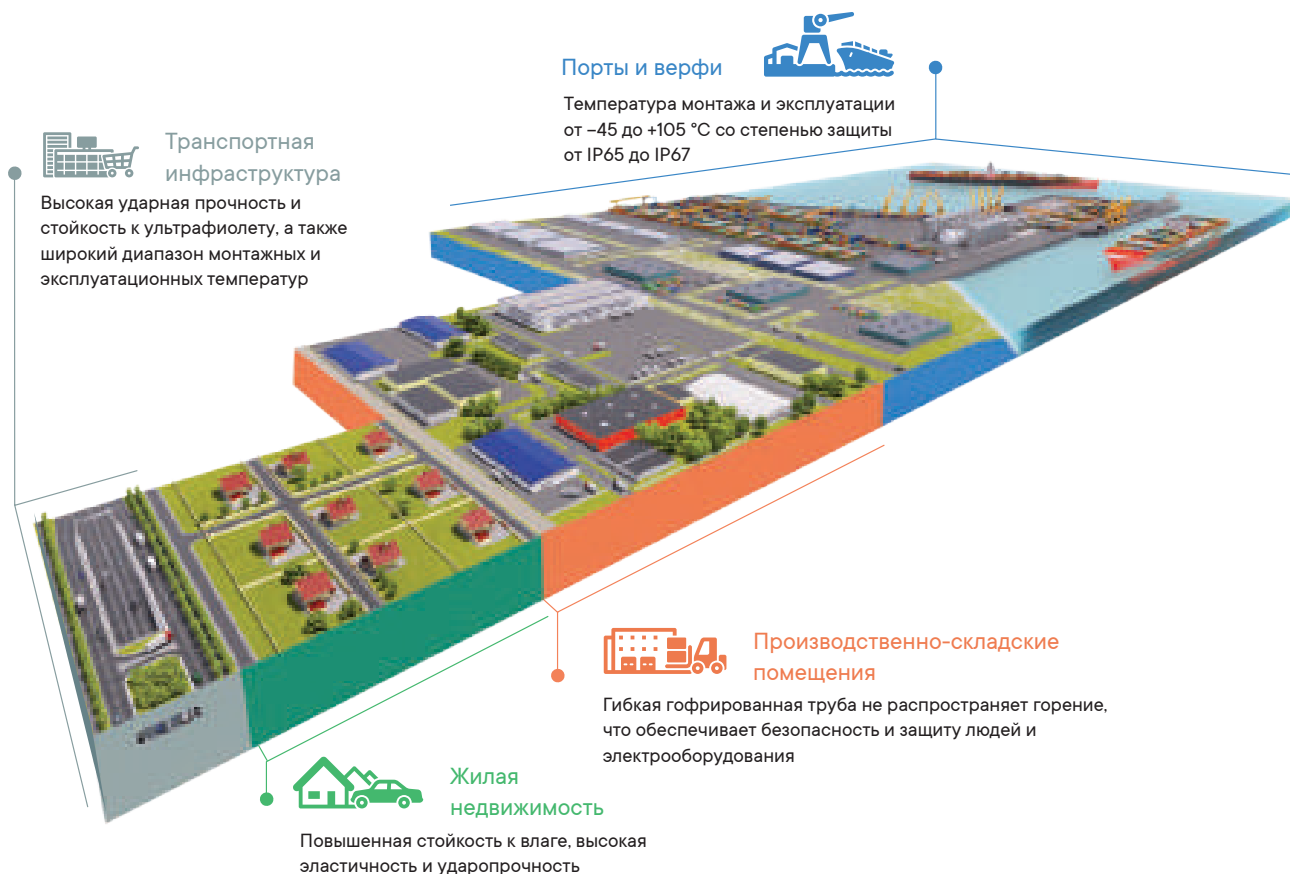 Порты и верфи
Температура монтажа и эксплуатации
от –45 до +105 °C со степенью защиты
от IP65 до IP67
Транспортная
инфраструктура
Высокая ударная прочность и
стойкость к ультрафиолету, а также
широкий диапазон монтажных и
эксплуатационных температур
Производственно-складские
помещения
Гибкая гофрированная труба не распространяет горение,
что обеспечивает безопасность и защиту людей и
электрооборудования
Жилая
недвижимость
Повышенная стойкость к влаге, высокая
эластичность и ударопрочность